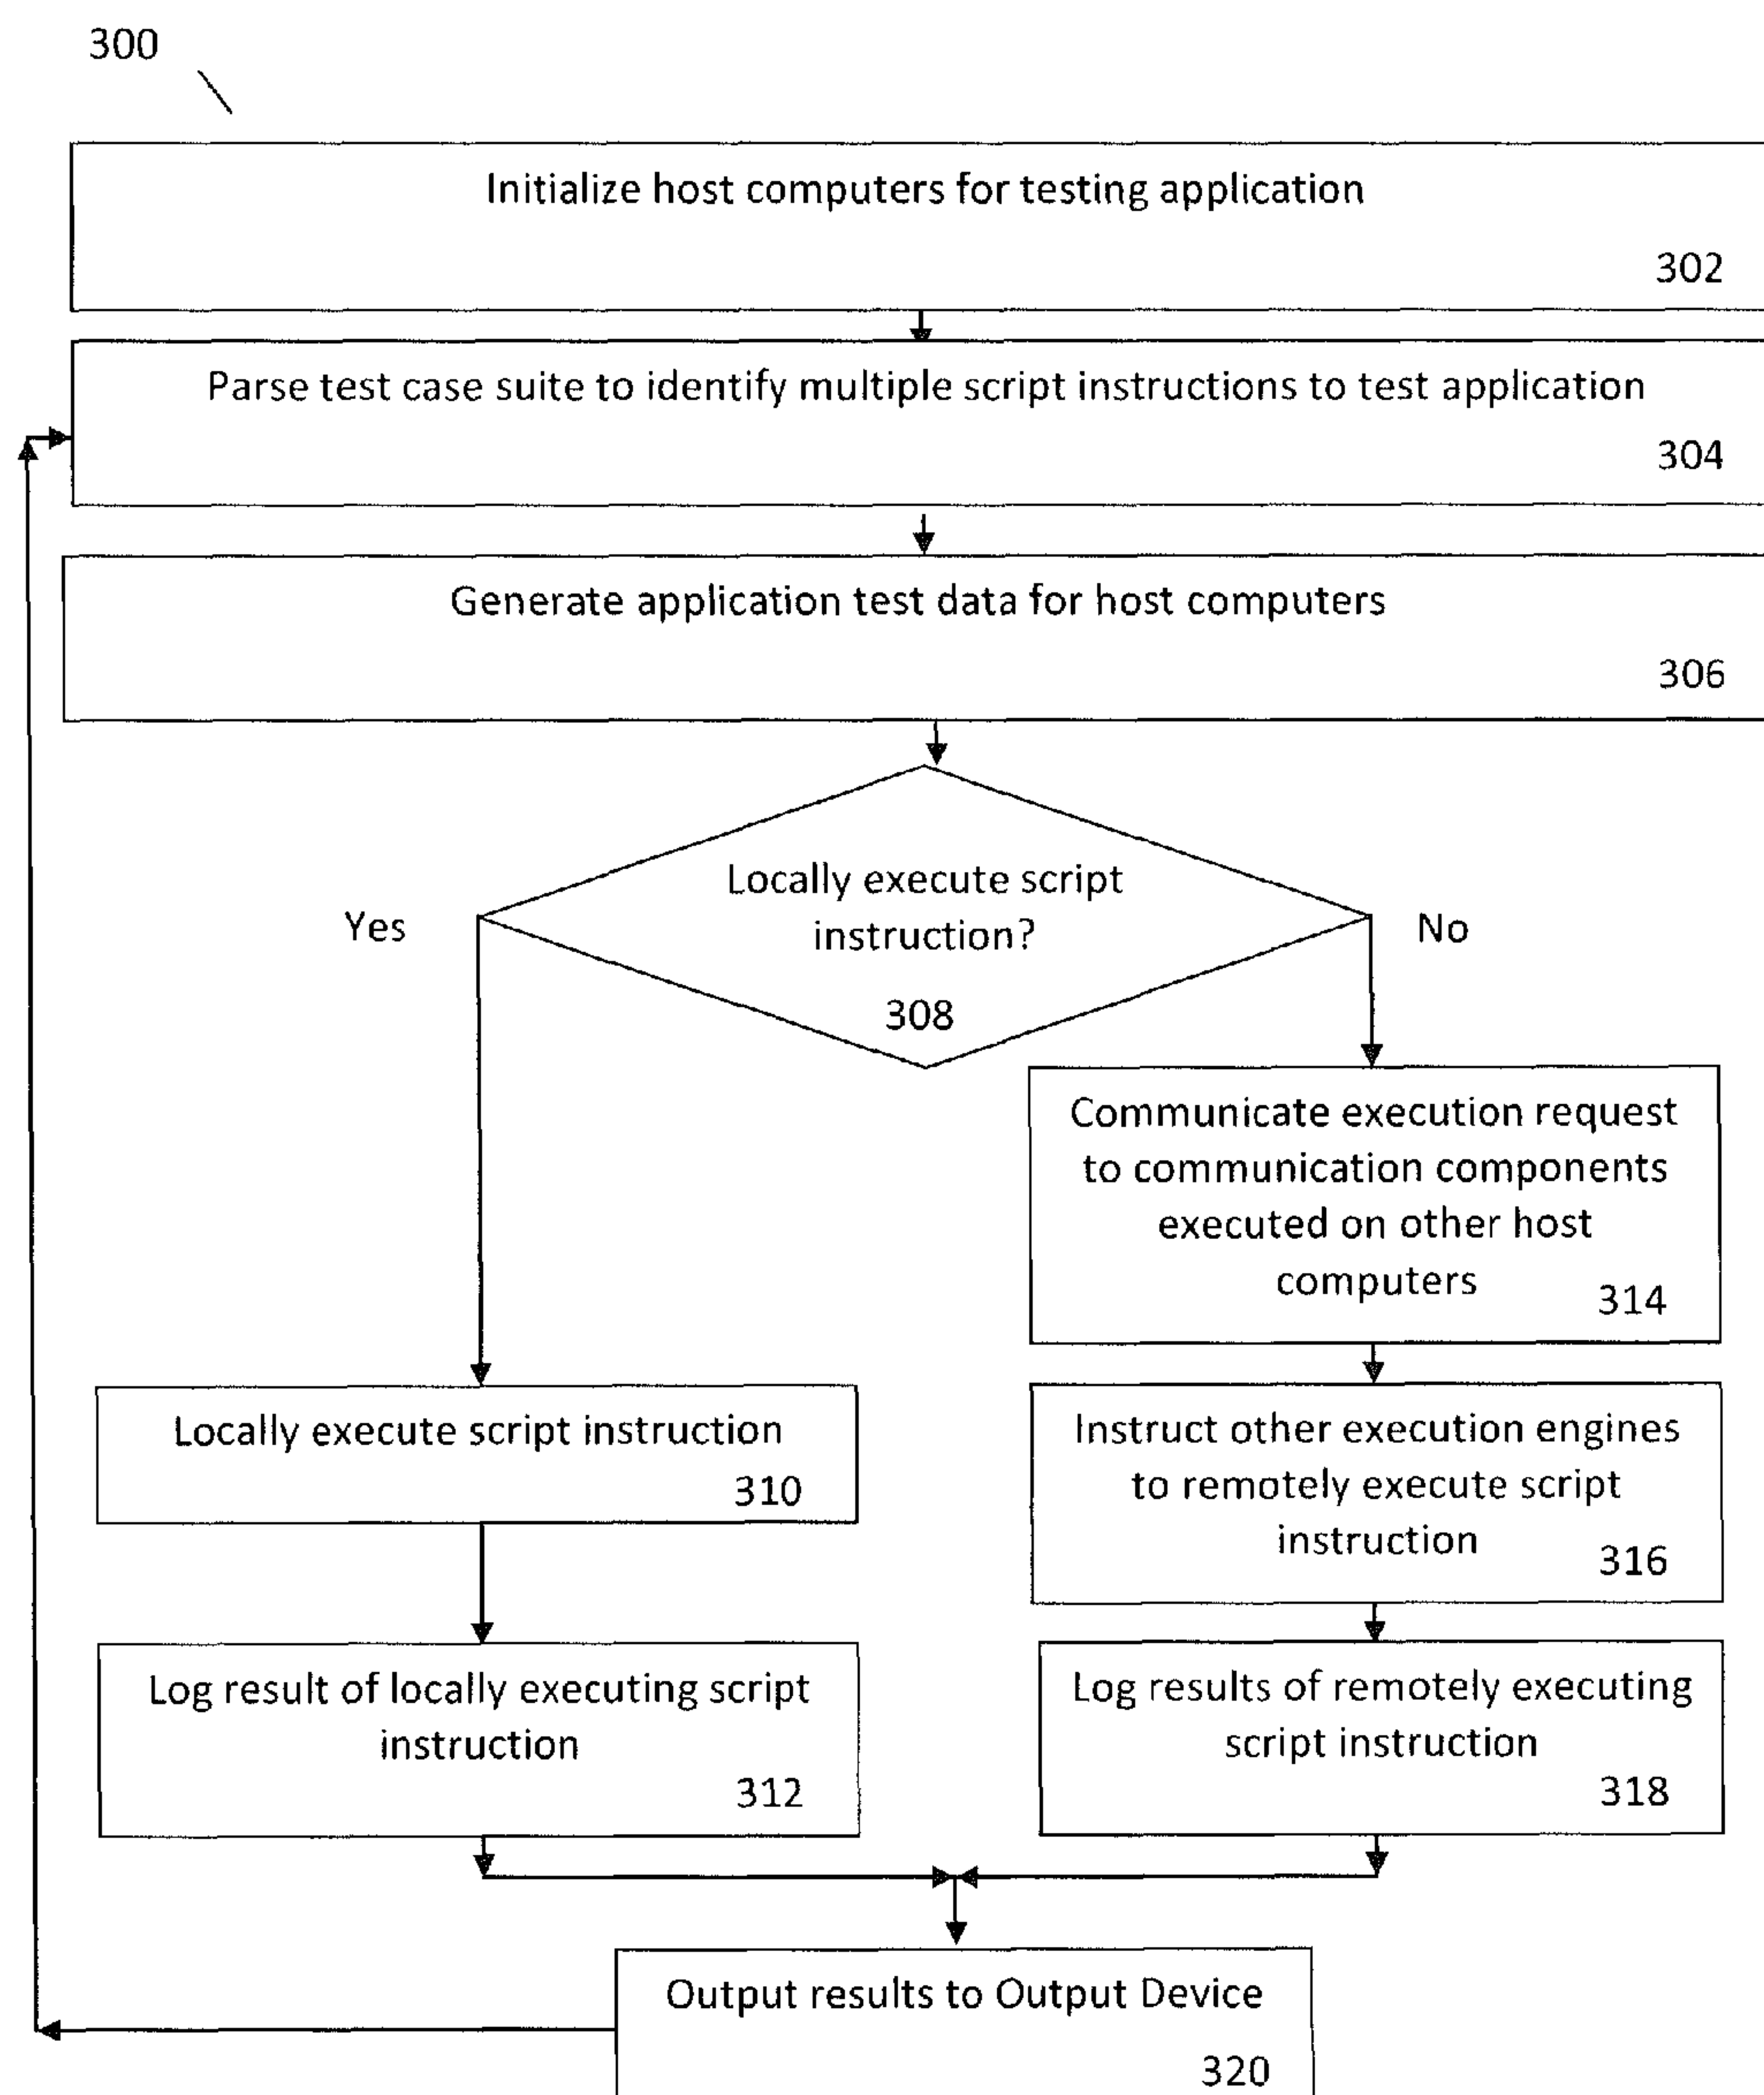 300
Initialize host computers for testing application
302
Parse test case suite to identify multiple script instructions to test application
304
Generate application test data for host computers
306
Locally execute script
instruction?
308
Yes
No
Communicate execution request
to communication components
executed on other host
computers
314
Locally execute script instruction
310
Instruct other execution engines
to remotely execute script
instruction
316
Log result of locally executing script
instruction
312
Log results of remotely executing
script instruction
318
Output results to Output Device
320